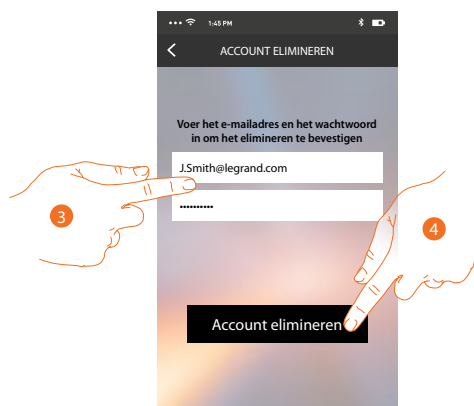 1:45 PM
ACCOUNT ELIMINEREN
Voer het e-mailadres en het wachtwoord
in om het elimineren te bevestigen
J.Smith@legrand.com
••••••••••
3
4
Account elimineren